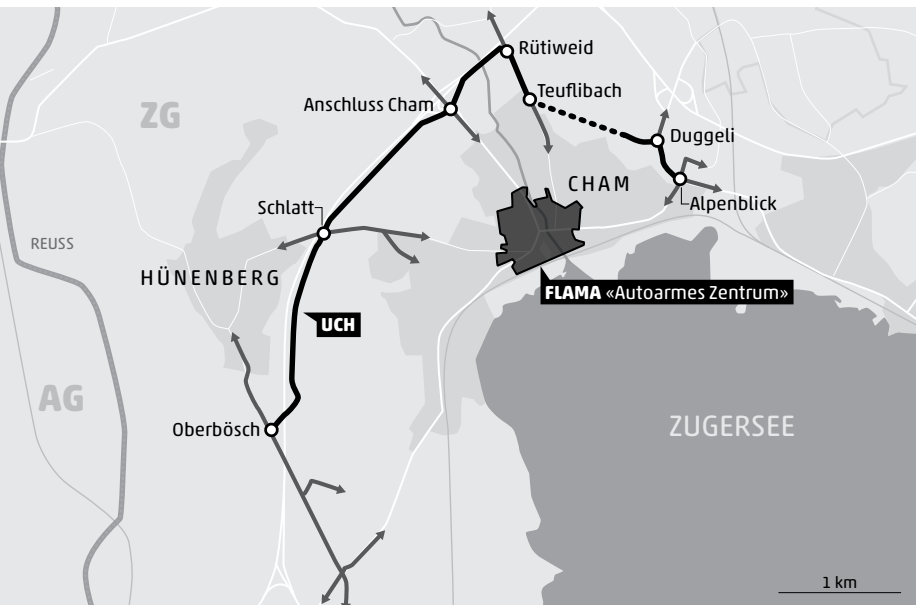 Rütiweid
Teuflibach
Anschluss Cham
ZG
Duggeli
CHAM
Alpenblick
Schlatt
REUSS
HÜNENBERG
FLAMA «Autoarmes Zentrum»
UCH
AG
ZUGERSEE
Oberbösch
1 km